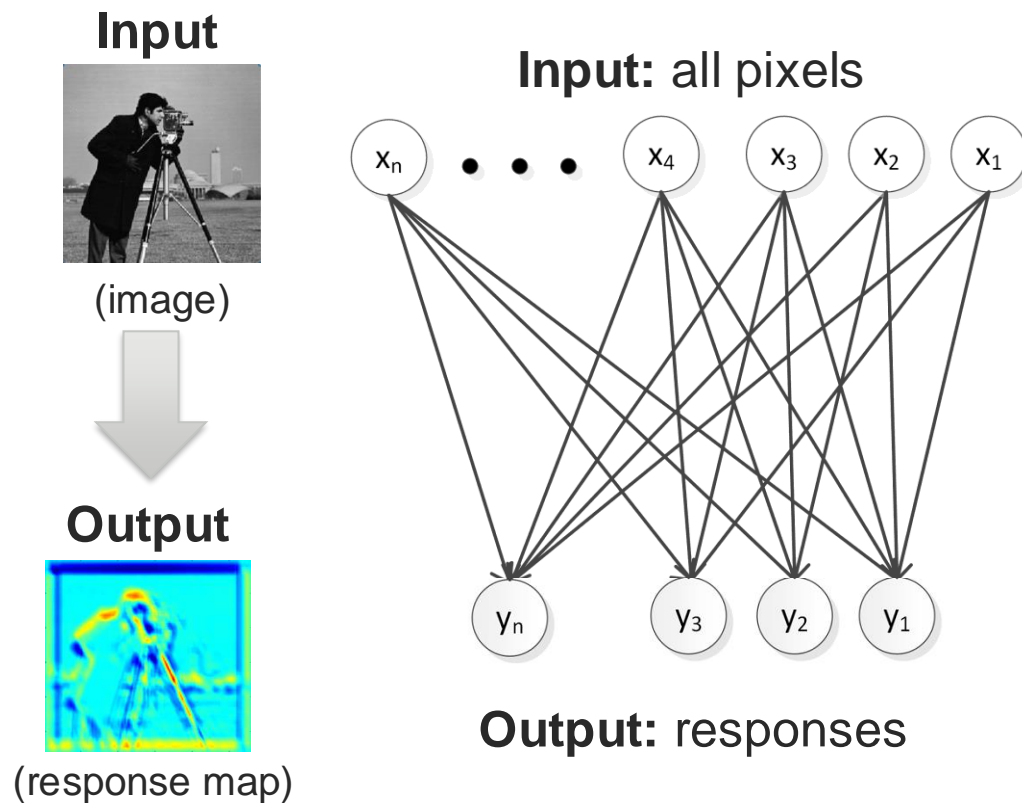 Input
(image)
Output
(response map)
Input: all pixels
xₙ • • • x₄ x₃ x₂ x₁
yₙ y₃ y₂ y₁
Output: responses